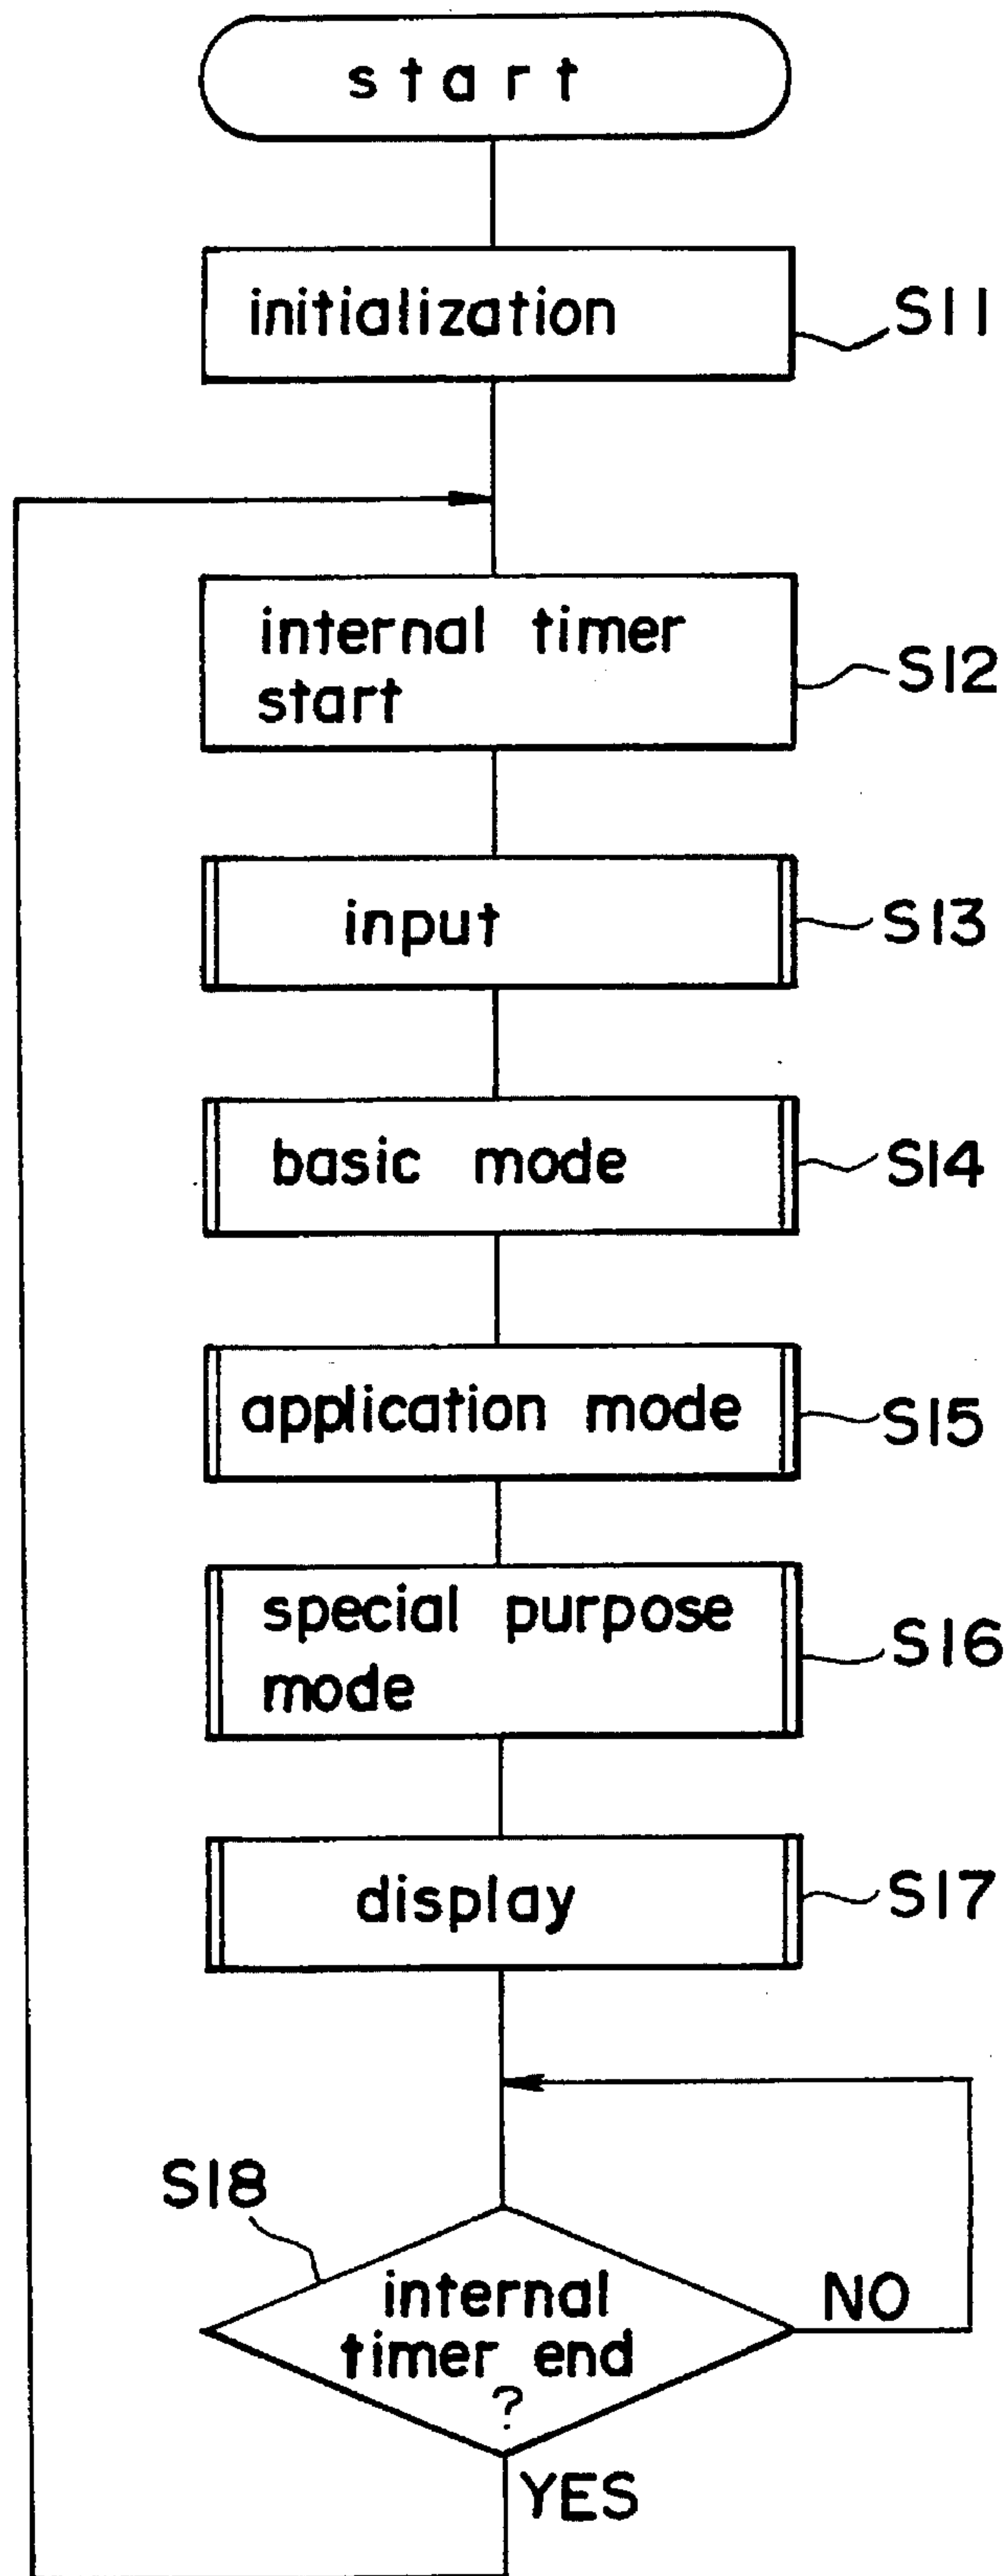 start
initialization
S11
internal timer
start
S12
input
S13
basic mode
S14
application mode
S15
special purpose
mode
S16
display
S17
S18
internal
timer end
?
NO
YES